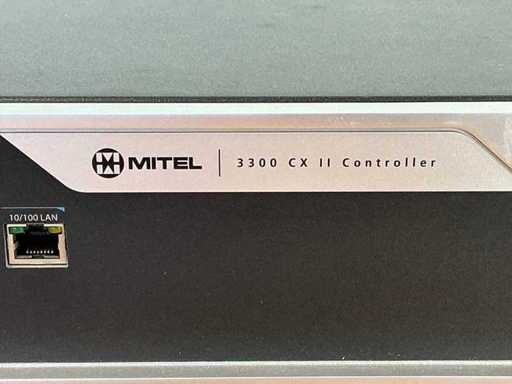 MITEL | 3300 CX II Controller
10/100 LAN